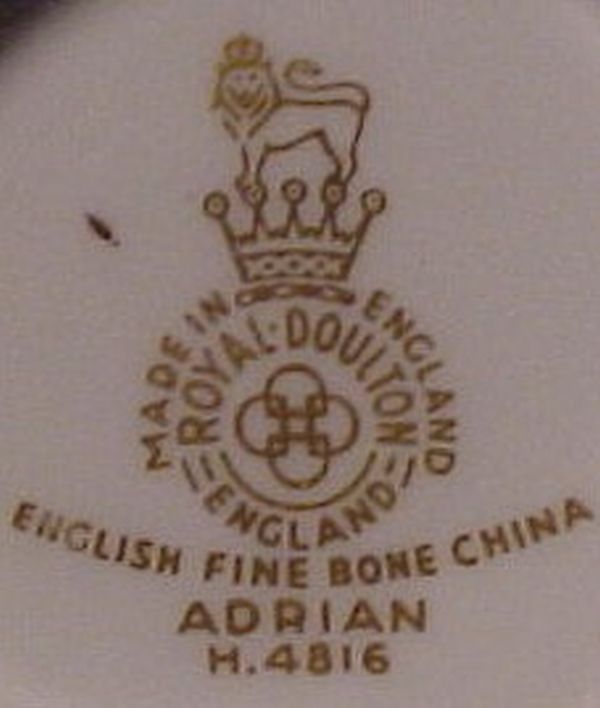 MADE IN ENGLAND
ROYAL·DOULTON
ENGLAND
ENGLISH FINE BONE CHINA
ADRIAN
H.4816